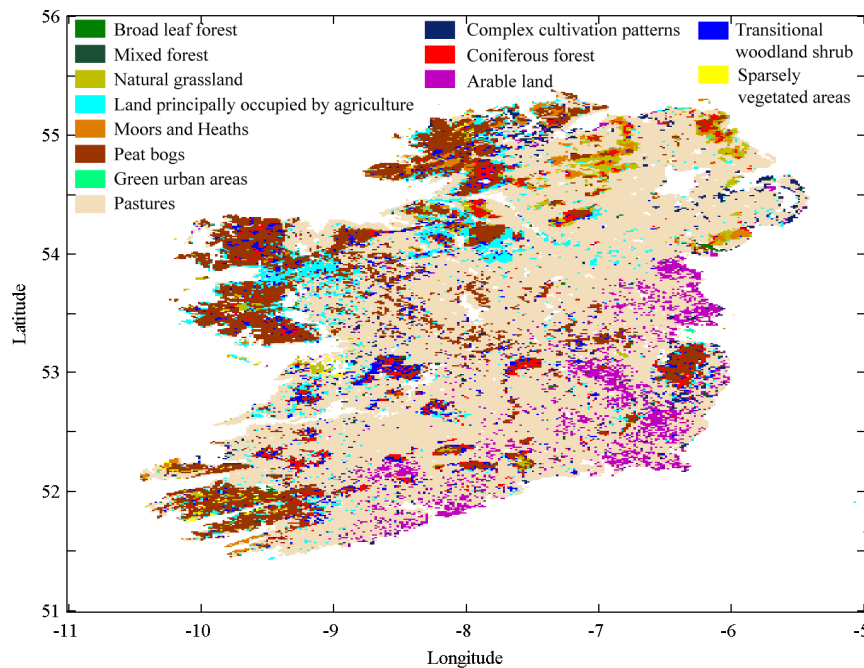 Broad leaf forest
Mixed forest
Natural grassland
Land principally occupied by agriculture
Moors and Heaths
Peat bogs
Green urban areas
Pastures
Complex cultivation patterns
Coniferous forest
Arable land
Transitional
woodland shrub
Sparsely
vegetated areas
56
55
54
53
52
51
Latitude
-11 -10 -9 -8 -7 -6 -5
Longitude